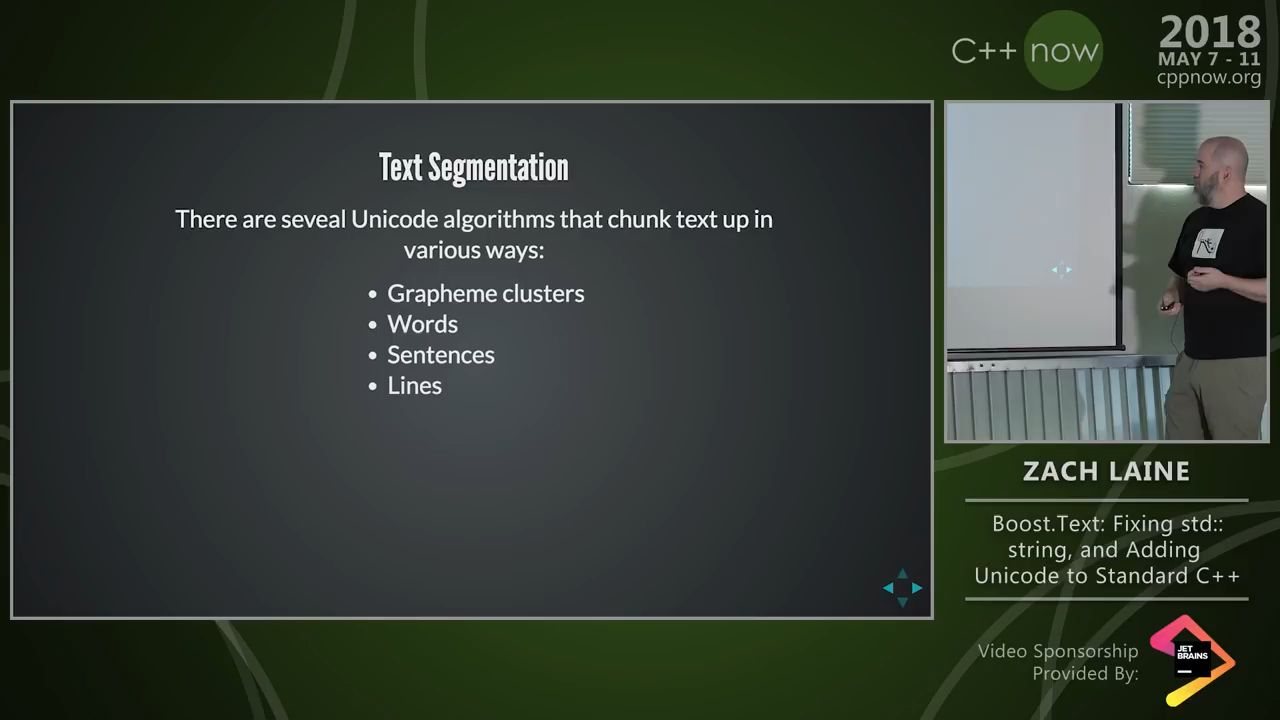 C++ now
2018
MAY 7 - 11
cppnow.org
Text Segmentation
There are seveal Unicode algorithms that chunk text up in
various ways:
• Grapheme clusters
• Words
• Sentences
• Lines
ZACH LAINE
Boost.Text: Fixing std::
string, and Adding
Unicode to Standard C++
Video Sponsorship
Provided By:
JET
BRAINS